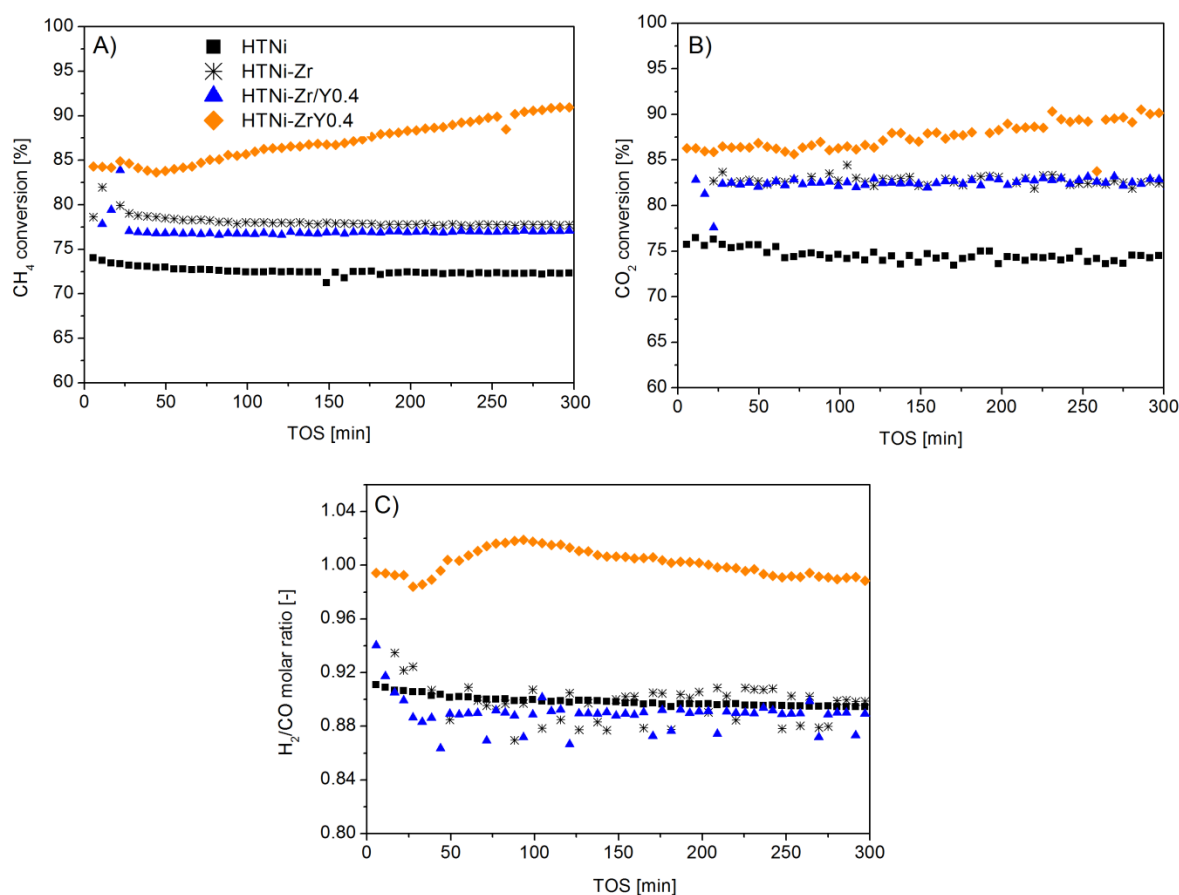 A)
HTNi
HTNi-Zr
HTNi-Zr/Y0.4
HTNi-ZrY0.4
CH4 conversion [%]
100
95
90
85
80
75
70
65
60
0 50 100 150 200 250 300
TOS [min]
B)
CO2 conversion [%]
100
95
90
85
80
75
70
65
60
0 50 100 150 200 250 300
TOS [min]
C)
H2/CO molar ratio [-]
1.04
1.00
0.96
0.92
0.88
0.84
0.80
0 50 100 150 200 250 300
TOS [min]